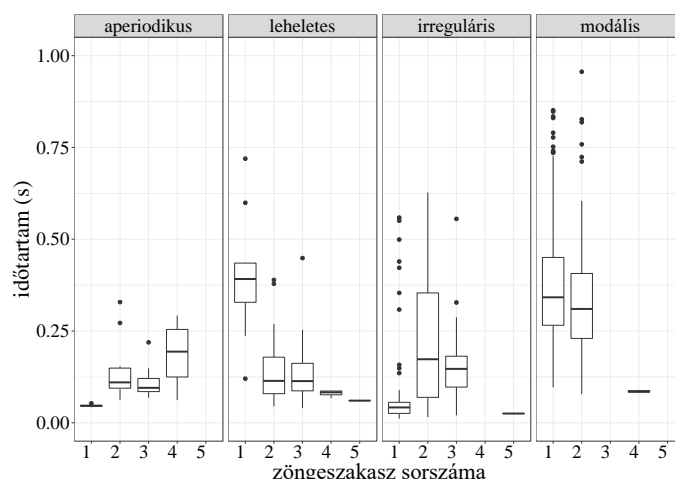 aperiodikus leheletes irreguláris modális
1.00
0.75
0.50
0.25
0.00
időtartam (s)
1 2 3 4 5 1 2 3 4 5 1 2 3 4 5 1 2 3 4 5
zöngeszakasz sorszáma